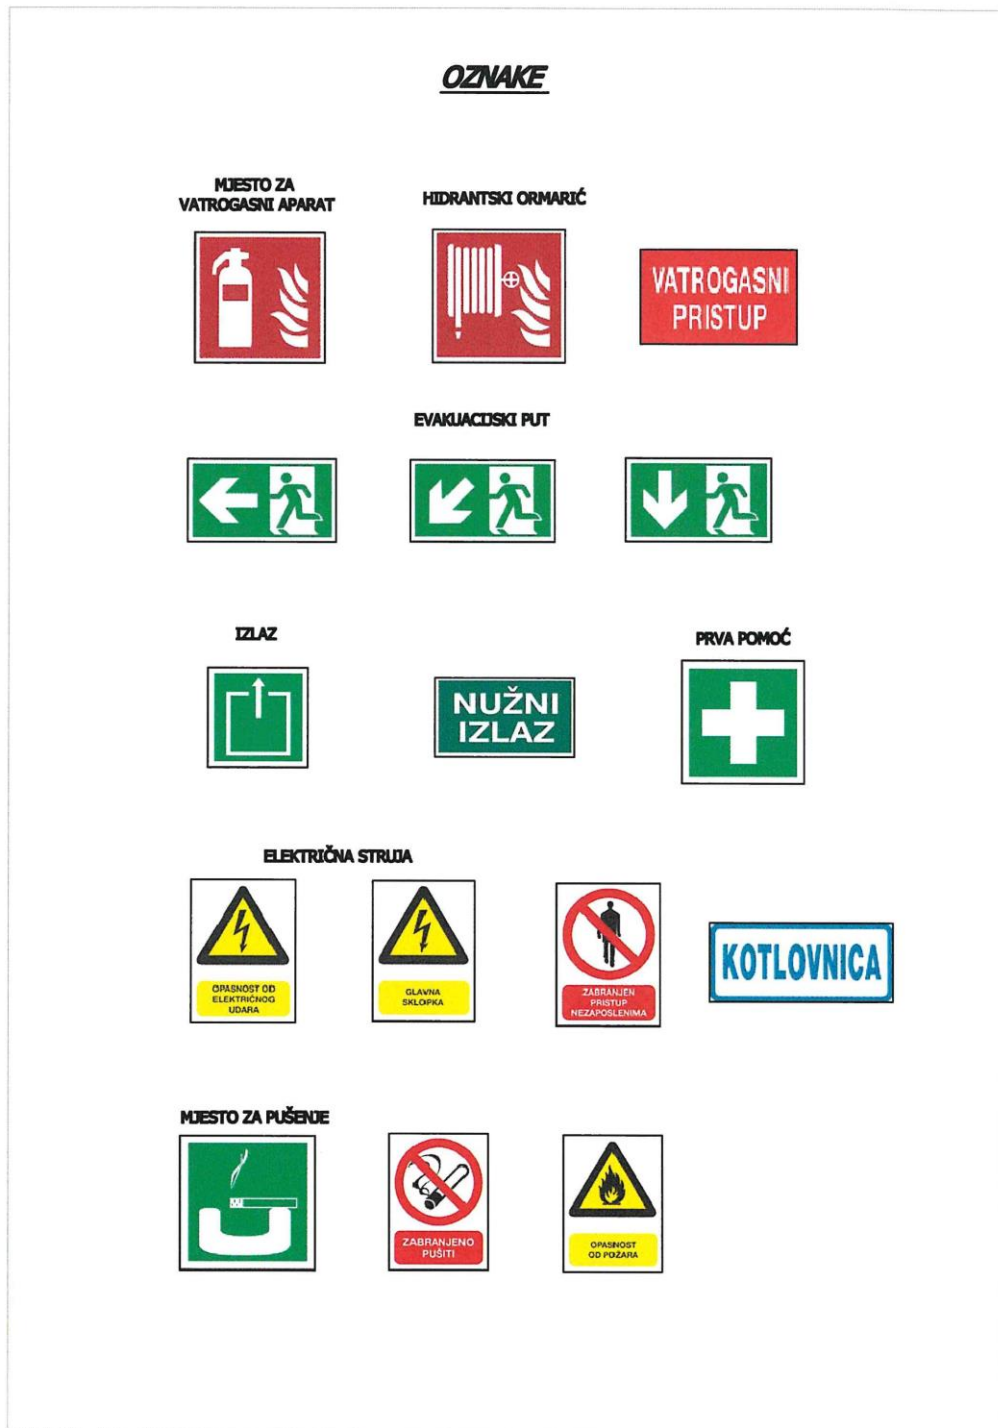 OZNAKE
MJESTO ZA
VATROGASNI APARAT
HIDRANTSKI ORMARIĆ
VATROGASNI
PRISTUP
EVAKUACIJSKI PUT
IZLAZ
NUŽNI
IZLAZ
PRVA POMOĆ
ELEKTRIČNA STRUJA
OPASNOST OD
ELEKTRIČNOG
UDARA
GLAVNA
SKLOPKA
ZABRANJEN
PRISTUP
NEZAPOSLENIMA
KOTLOVNICA
MJESTO ZA PUŠENJE
ZABRANJENO
PUŠITI
OPASNOST
OD POŽARA